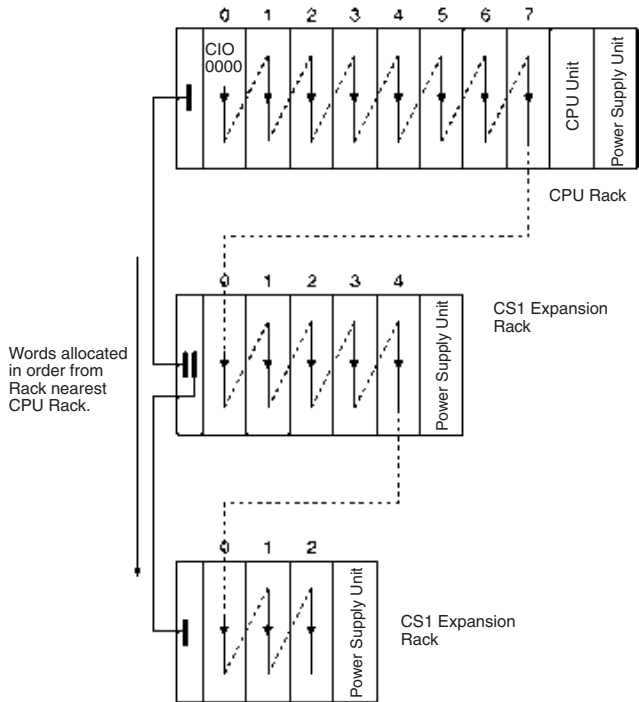 0 1 2 3 4 5 6 7
CIO
0000
CPU Unit
Power Supply Unit
CPU Rack
0 1 2 3 4
Power Supply Unit
CS1 Expansion
Rack
Words allocated
in order from
Rack nearest
CPU Rack.
0 1 2
Power Supply Unit
CS1 Expansion
Rack